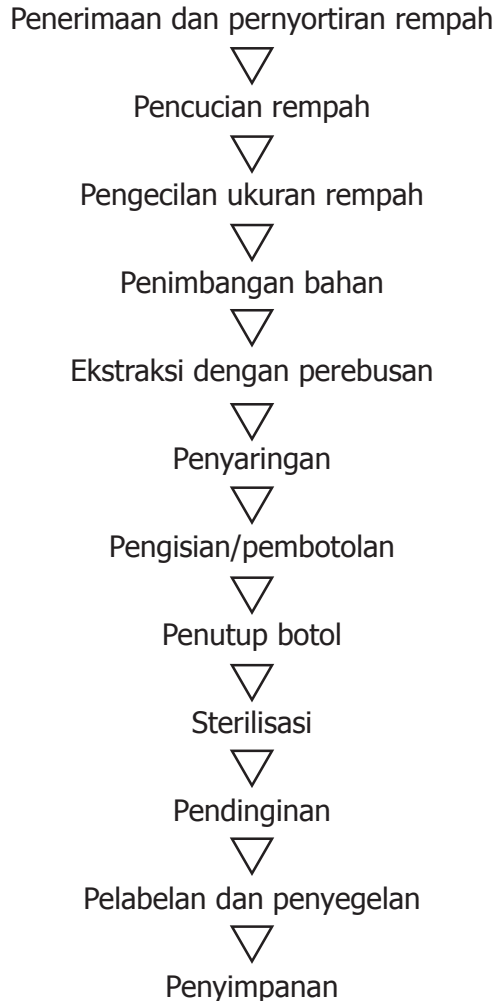 Penerimaan dan pernyortiran rempah
Pencucian rempah
Pengecilan ukuran rempah
Penimbangan bahan
Ekstraksi dengan perebusan
Penyaringan
Pengisian/pembotolan
Penutup botol
Sterilisasi
Pendinginan
Pelabelan dan penyegelan
Penyimpanan